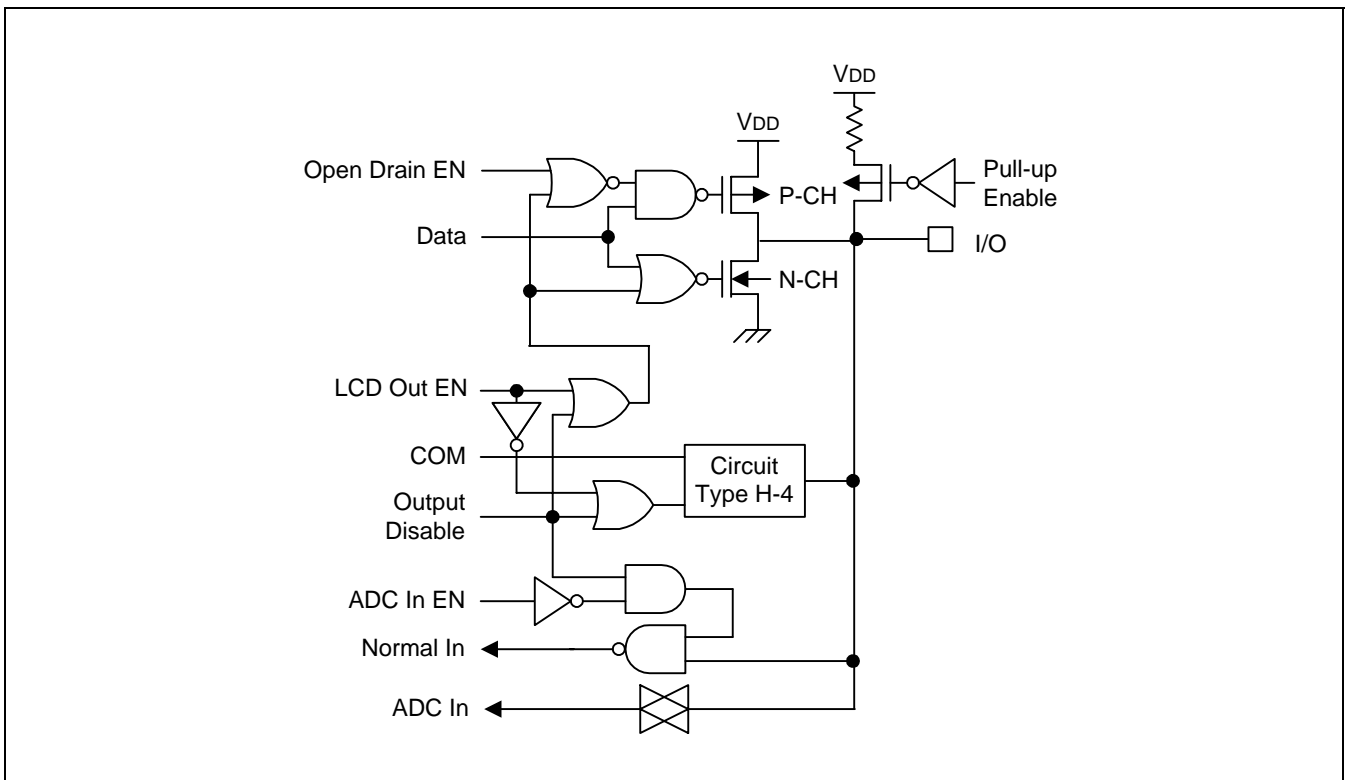 VDD
VDD
Open Drain EN
Pull-up
Enable
P-CH
Data
I/O
N-CH
LCD Out EN
COM
Circuit
Type H-4
Output
Disable
ADC In EN
Normal In
ADC In